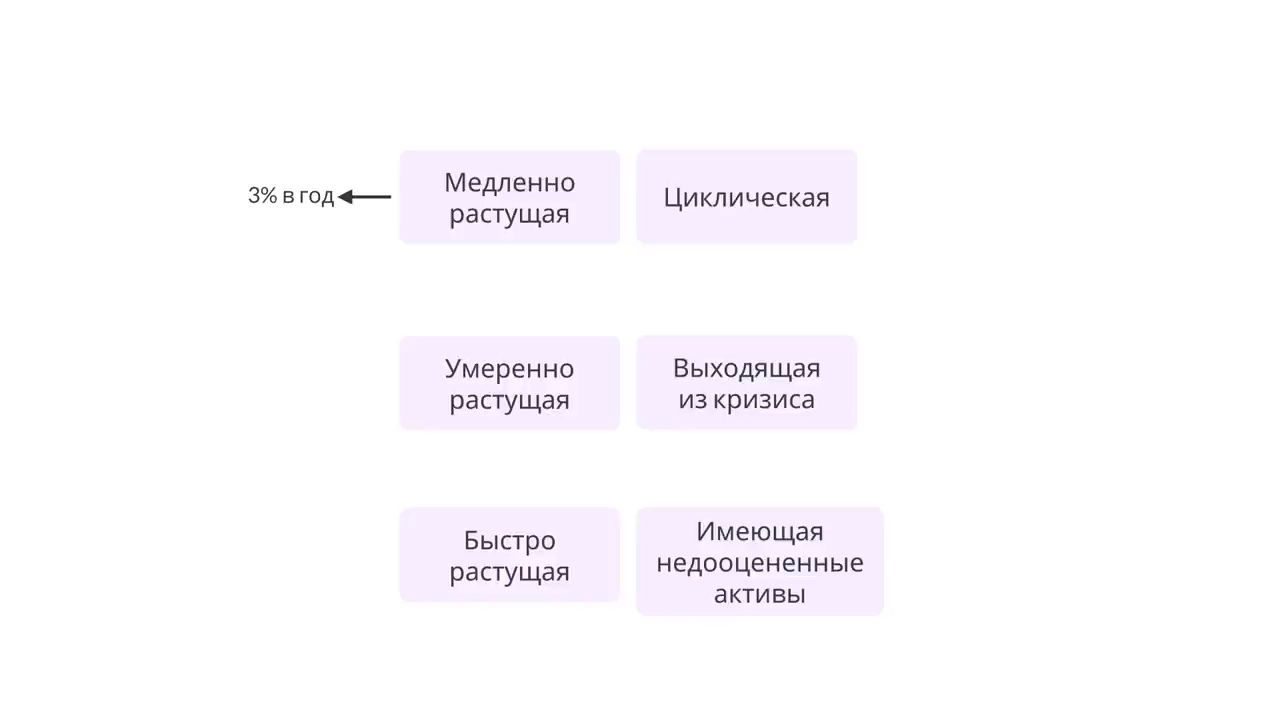 3% в год
Медленно
растущая
Циклическая
Умеренно
растущая
Выходящая
из кризиса
Быстро
растущая
Имеющая
недооцененные
активы